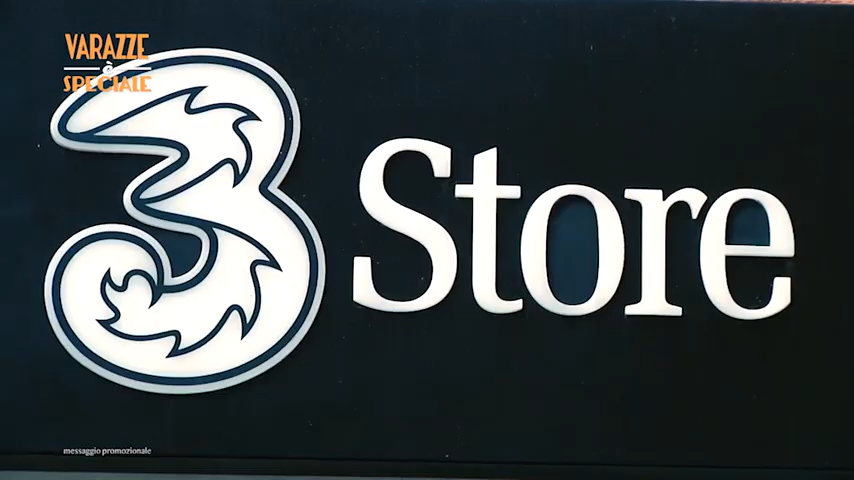 VARAZZE
è
SPECIALE
3 Store
messaggio promozionale